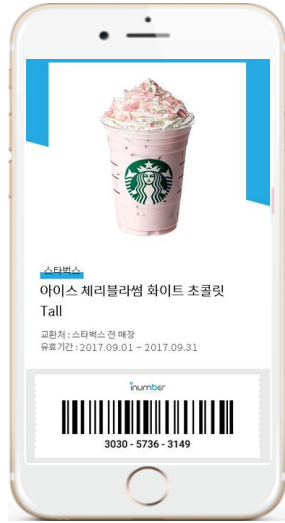 스타벅스
아이스 체리블라썸 화이트 초콜릿
Tall
교환처 : 스타벅스 전 매장
유효기간 : 2017.09.01 ~ 2017.09.31
inumber
3030 - 5736 - 3149